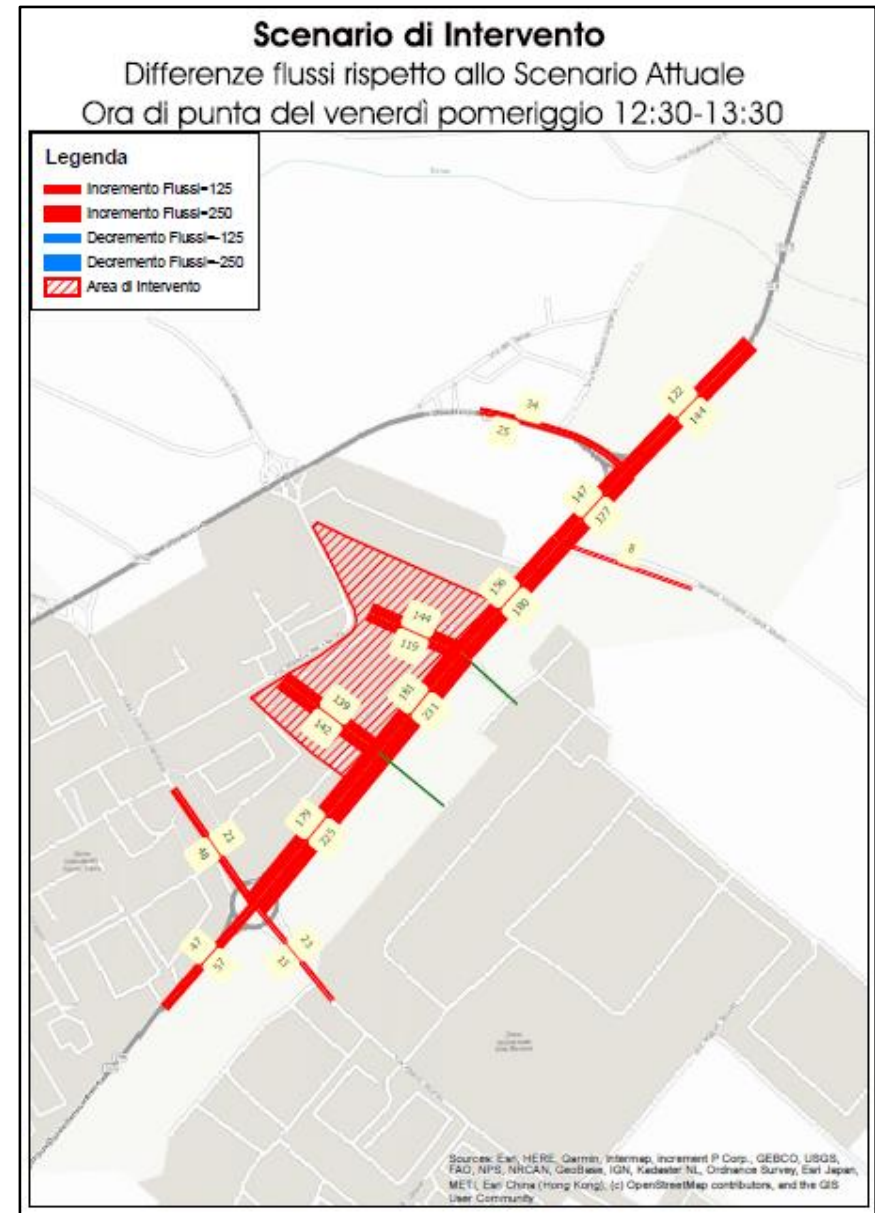 Scenario di Intervento
Differenze flussi rispetto allo Scenario Attuale
Ora di punta del venerdì pomeriggio 12:30-13:30
Legenda
Incremento Flussi=125
Incremento Flussi=250
Decremento Flussi=-125
Decremento Flussi=-250
Area di Intervento
122
144
34
25
147
127
156
180
144
119
181
231
139
142
179
225
21
48
47
57
23
Sources: Esri, HERE, Garmin, Intermap, increment P Corp., GEBCO, USGS,
FAO, NPS, NRCAN, GeoBase, IGN, Kadaster NL, Ordnance Survey, Esri Japan,
METI, Esri China (Hong Kong), (c) OpenStreetMap contributors, and the GIS
User Community